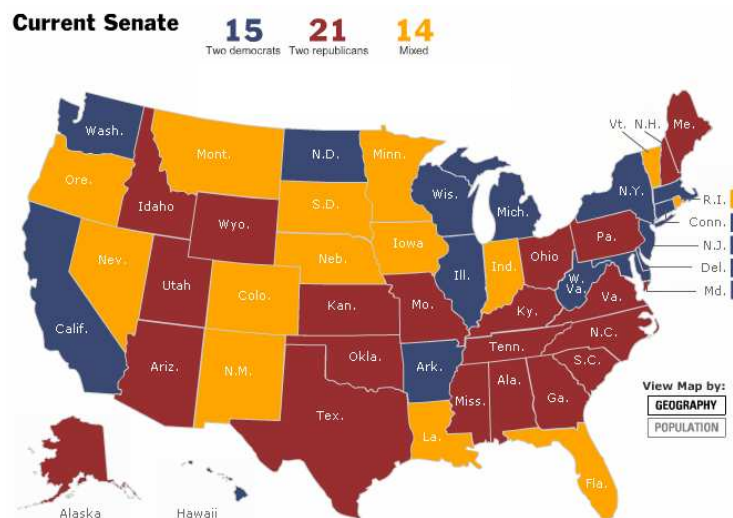 Current Senate
15 21 14
Two democrats Two republicans Mixed
Wash.
Mont.
N.D.
Minn.
Vt. N.H. Me.
Ore.
Idaho
Wyo.
S.D.
Wis.
Mich.
N.Y.
R.I.
Conn.
N.J.
Del.
Md.
Nev.
Utah
Colo.
Neb.
Iowa
Ill.
Ind.
Ohio
Pa.
W.
Va.
Va.
Calif.
Kan.
Mo.
Ky.
Ariz.
N.M.
Okla.
Ark.
Tenn.
N.C.
S.C.
Tex.
La.
Miss.
Ala.
Ga.
Fla.
View Map by:
GEOGRAPHY
POPULATION
Alaska
Hawaii